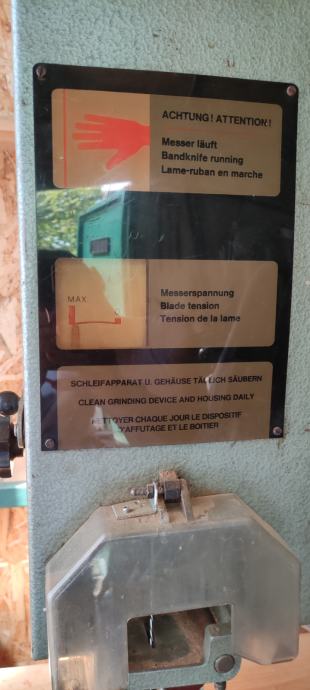 ACHTUNG! ATTENTION!
Messer läuft
Bandknife running
Lame-ruban en marche
MAX
Messerspannung
Blade tension
Tension de la lame
SCHLEIFAPPARAT U. GEHÄUSE TÄGLICH SÄUBERN
CLEAN GRINDING DEVICE AND HOUSING DAILY
NETTOYER CHAQUE JOUR LE DISPOSITIF
D'AFFUTAGE ET LE BOITIER